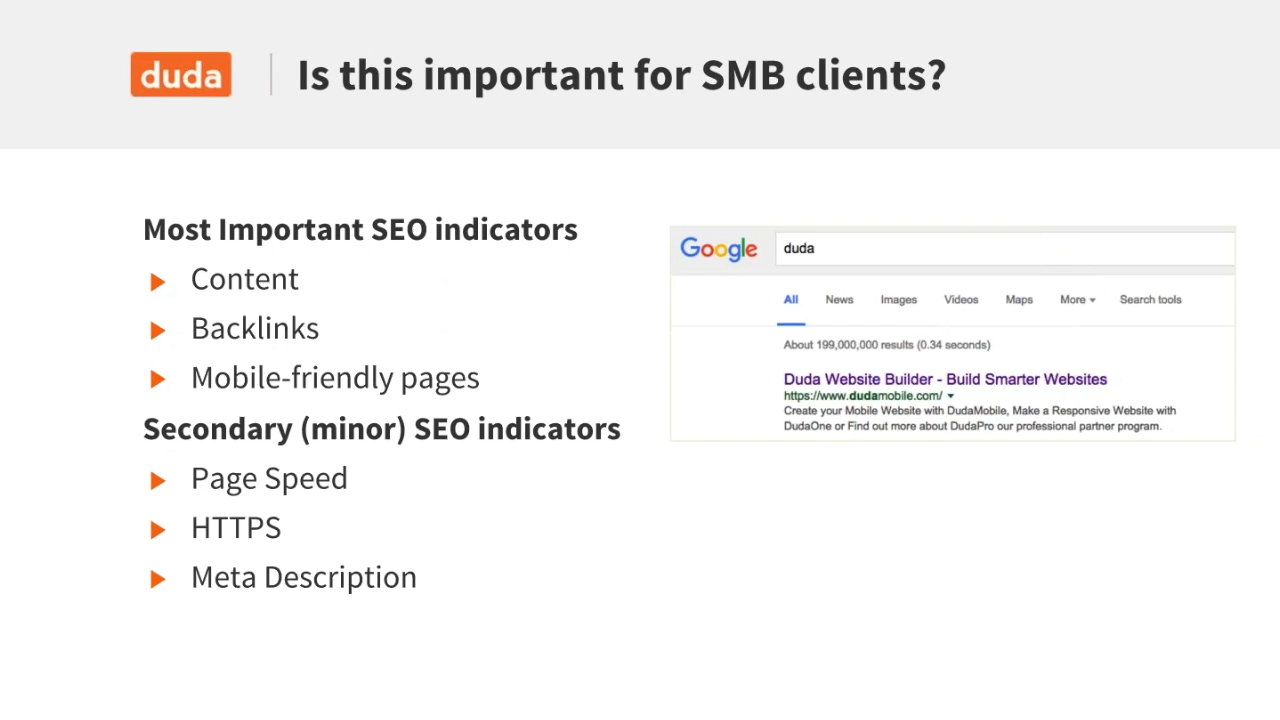 duda
Is this important for SMB clients?
Most Important SEO indicators
Content
Backlinks
Mobile-friendly pages
Secondary (minor) SEO indicators
Page Speed
HTTPS
Meta Description
Google
duda
All News Images Videos Maps More Search tools
About 199,000,000 results (0.34 seconds)
Duda Website Builder - Build Smarter Websites
https://www.dudamobile.com/
Create your Mobile Website with DudaMobile, Make a Responsive Website with
DudaOne or Find out more about DudaPro our professional partner program.